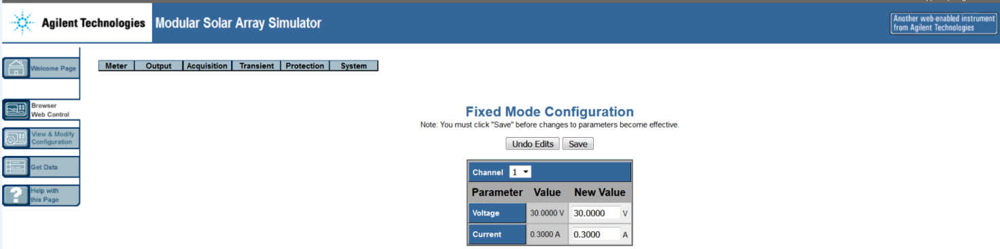 Agilent Technologies Modular Solar Array Simulator
Another web-enabled instrument
from Agilent Technologies
Welcome Page
Meter Output Acquisition Transient Protection System
Browser
Web Control
View & Modify
Configuration
Get Data
Help with
this Page
Fixed Mode Configuration
Note: You must click "Save" before changes to parameters become effective.
Undo Edits Save
Channel 1
Parameter Value New Value
Voltage 30.0000 V 30.0000 V
Current 0.3000 A 0.3000 A